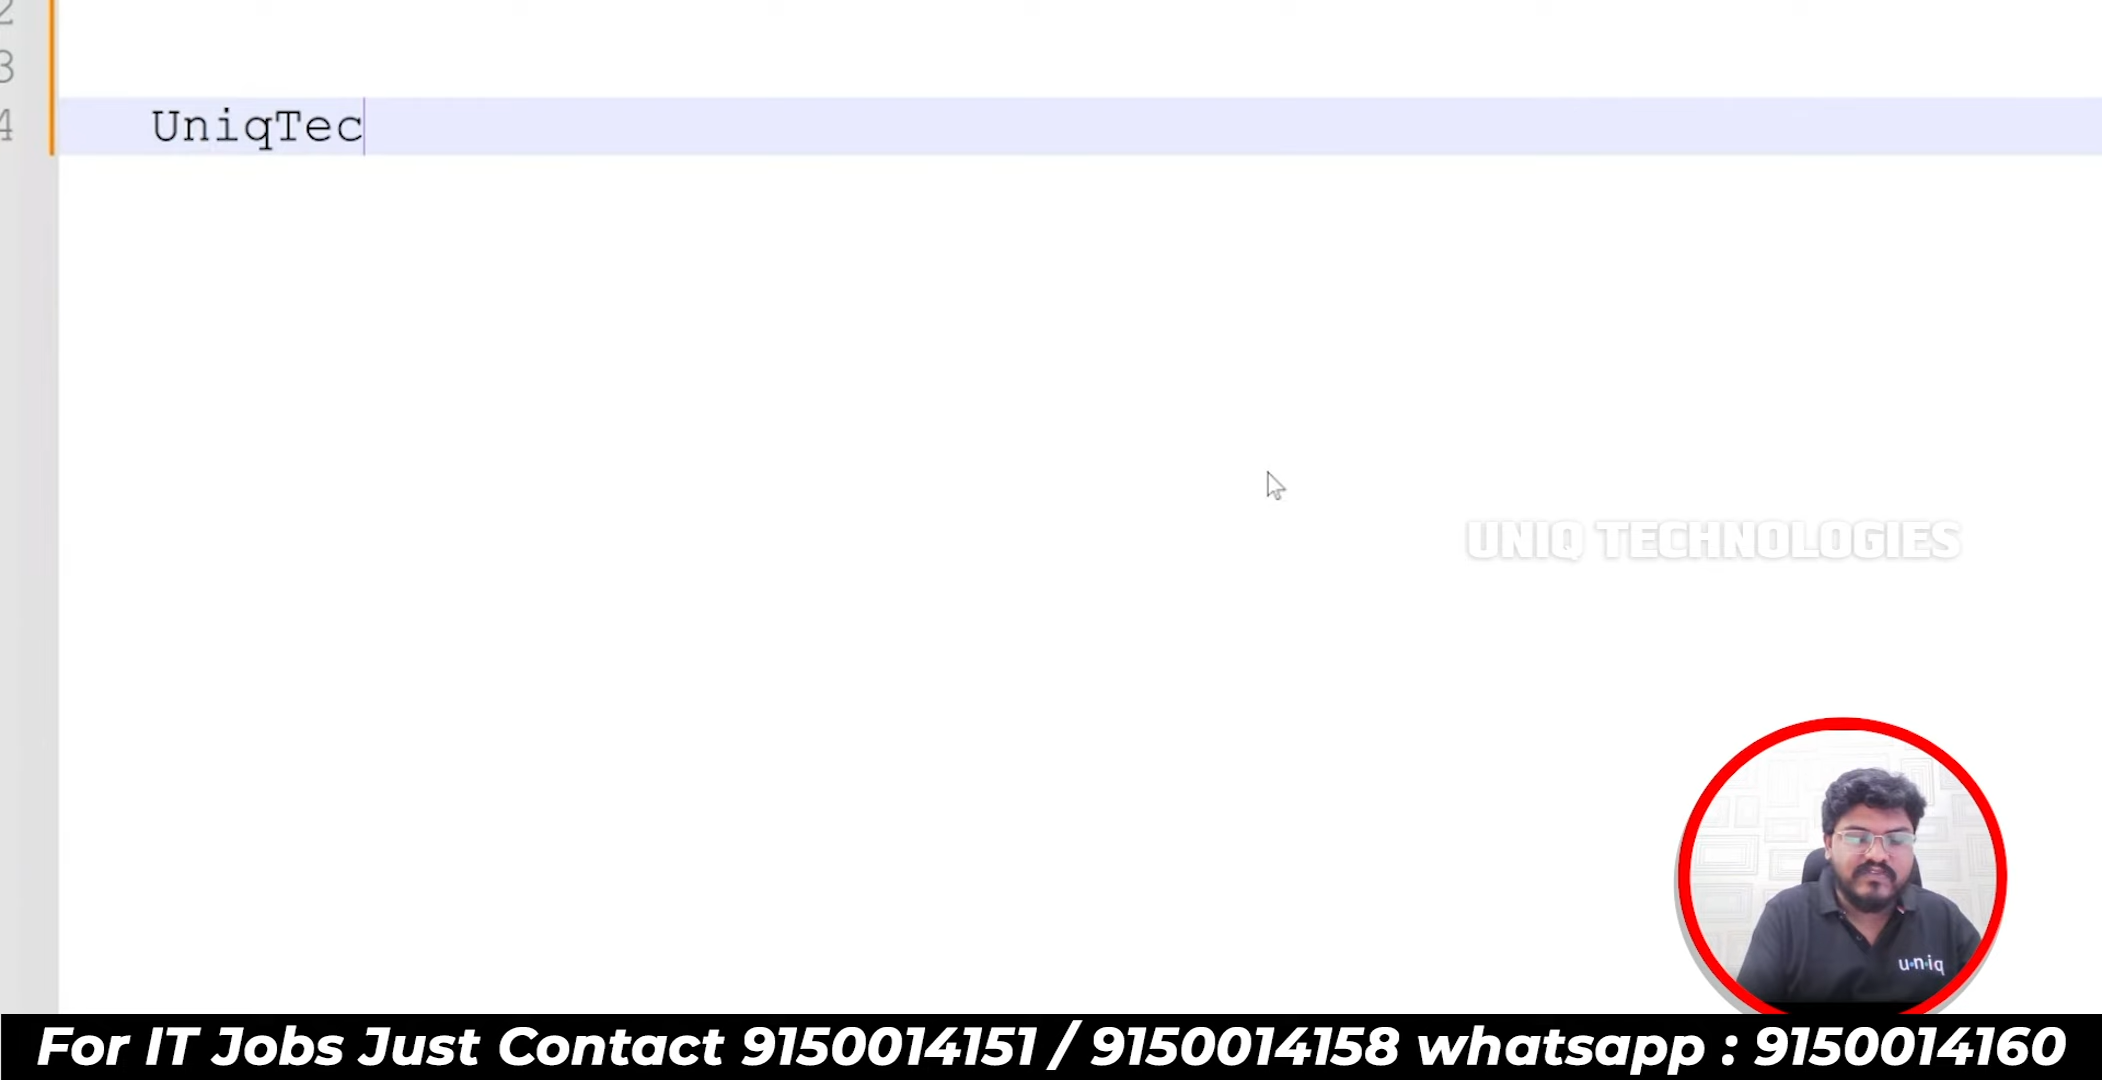 2
3
4 UniqTec
UNIQ TECHNOLOGIES
u·n·iq
For IT Jobs Just Contact 9150014151 / 9150014158 whatsapp : 9150014160